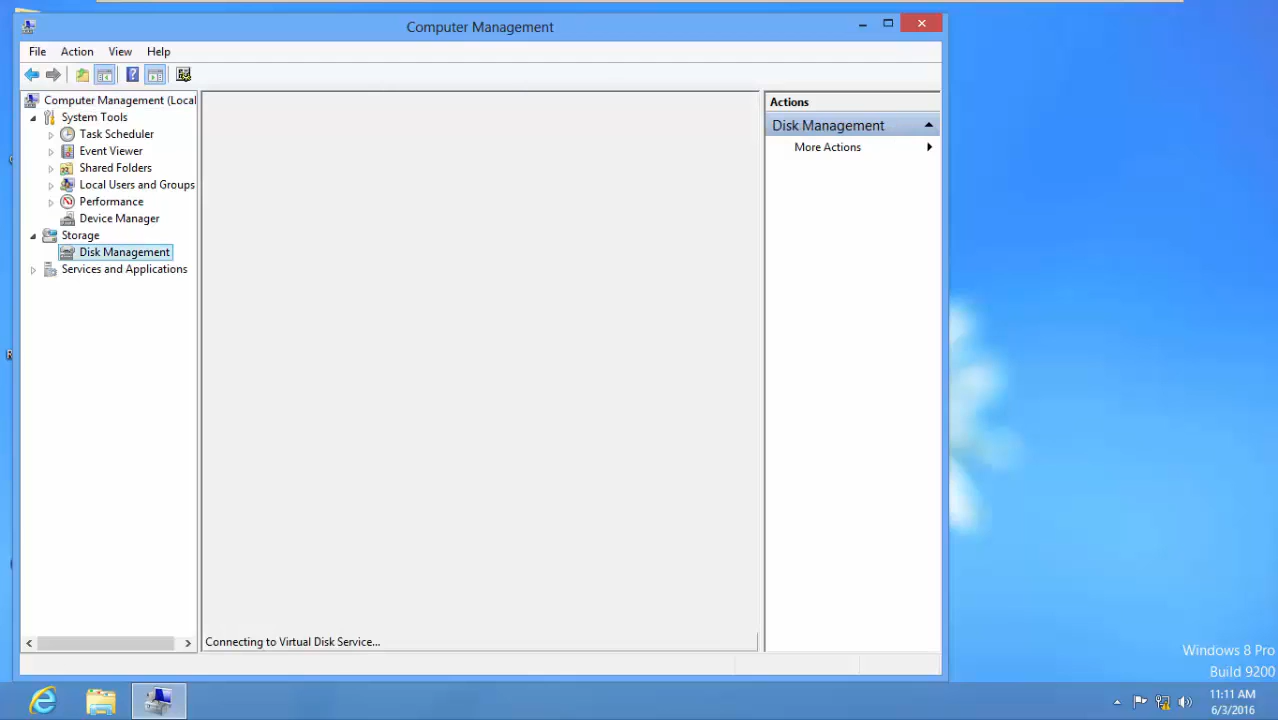 Computer Management
File Action View Help
Computer Management (Local
System Tools
Task Scheduler
Event Viewer
Shared Folders
Local Users and Groups
Performance
Device Manager
Storage
Disk Management
Services and Applications
Connecting to Virtual Disk Service...
Actions
Disk Management
More Actions
Windows 8 Pro
Build 9200
11:11 AM
6/3/2016